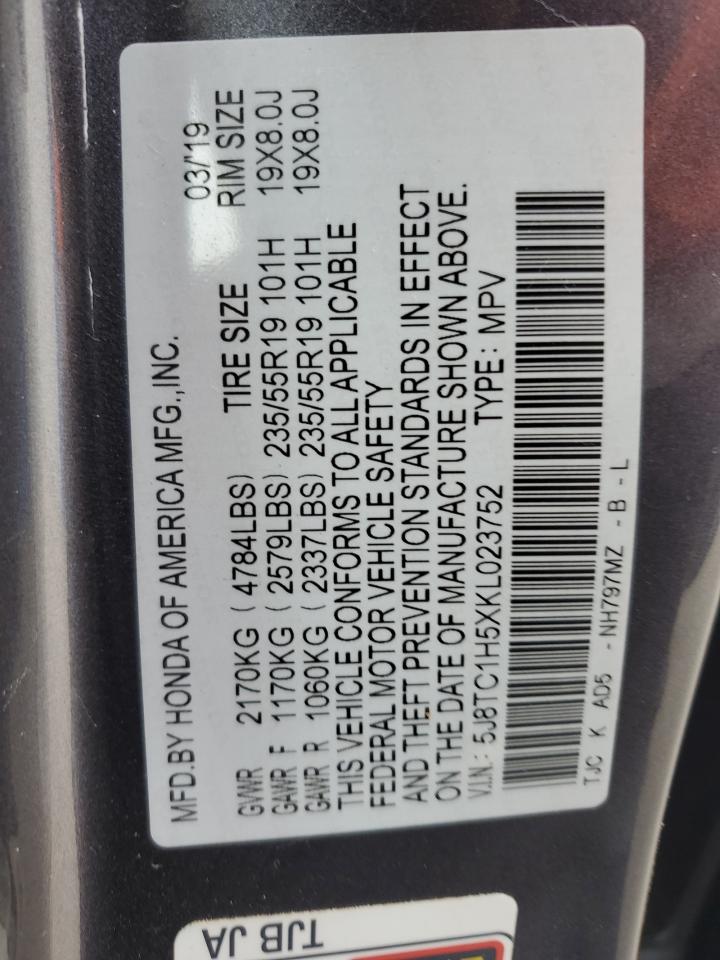 MFD.BY HONDA OF AMERICA MFG.,INC. 03/'19
GVWR 2170KG ( 4784LBS) TIRE SIZE RIM SIZE
GAWR F 1170KG ( 2579LBS) 235/55R19 101H 19X8.0J
GAWR R 1060KG ( 2337LBS) 235/55R19 101H 19X8.0J
THIS VEHICLE CONFORMS TO ALL APPLICABLE
FEDERAL MOTOR VEHICLE SAFETY
AND THEFT PREVENTION STANDARDS IN EFFECT
ON THE DATE OF MANUFACTURE SHOWN ABOVE.
V.I.N.: 5J8TC1H5XKL023752 TYPE: MPV
TJC K AD5 -NH797MZ -B-L
TJB JA